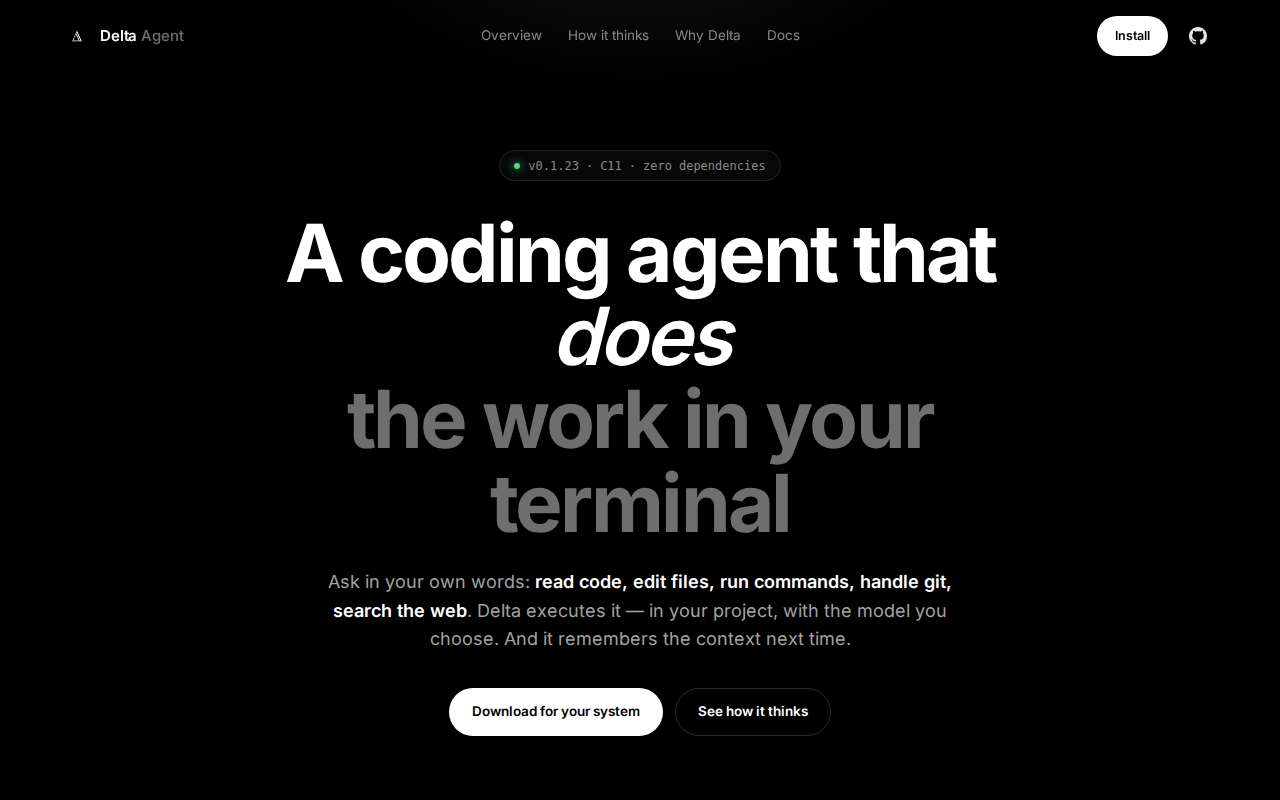 Delta Agent
Overview How it thinks Why Delta Docs
Install
v0.1.23 · C11 · zero dependencies
A coding agent that
does
the work in your
terminal
Ask in your own words: read code, edit files, run commands, handle git,
search the web. Delta executes it — in your project, with the model you
choose. And it remembers the context next time.
Download for your system
See how it thinks